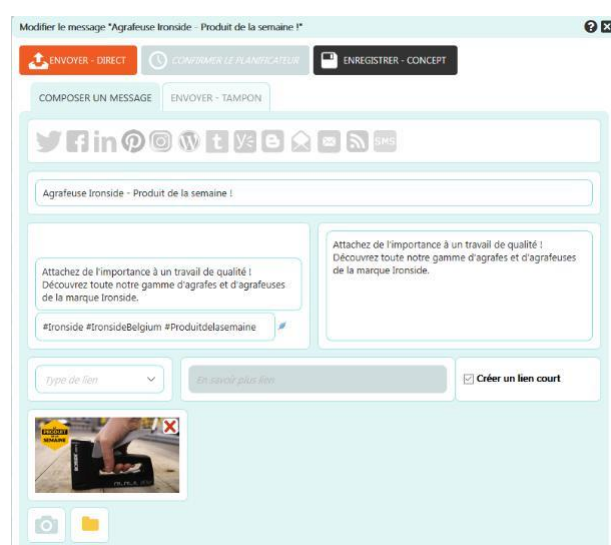 Modifier le message "Agrafeuse Ironside - Produit de la semaine !"
ENVOYER - DIRECT
CONFIRMER LE PLANIFICATEUR
ENREGISTRER - CONCEPT
COMPOSER UN MESSAGE
ENVOYER - TAMPON
SMS
Agrafeuse Ironside - Produit de la semaine !
Attachez de l'importance à un travail de qualité !
Découvrez toute notre gamme d'agrafes et d'agrafeuses
de la marque Ironside.
#Ironside #IronsideBelgium #Produitdelasemaine
Attachez de l'importance à un travail de qualité !
Découvrez toute notre gamme d'agrafes et d'agrafeuses
de la marque Ironside.
Type de lien
En savoir plus lien
Créer un lien court
PRODUIT
SEMAINE